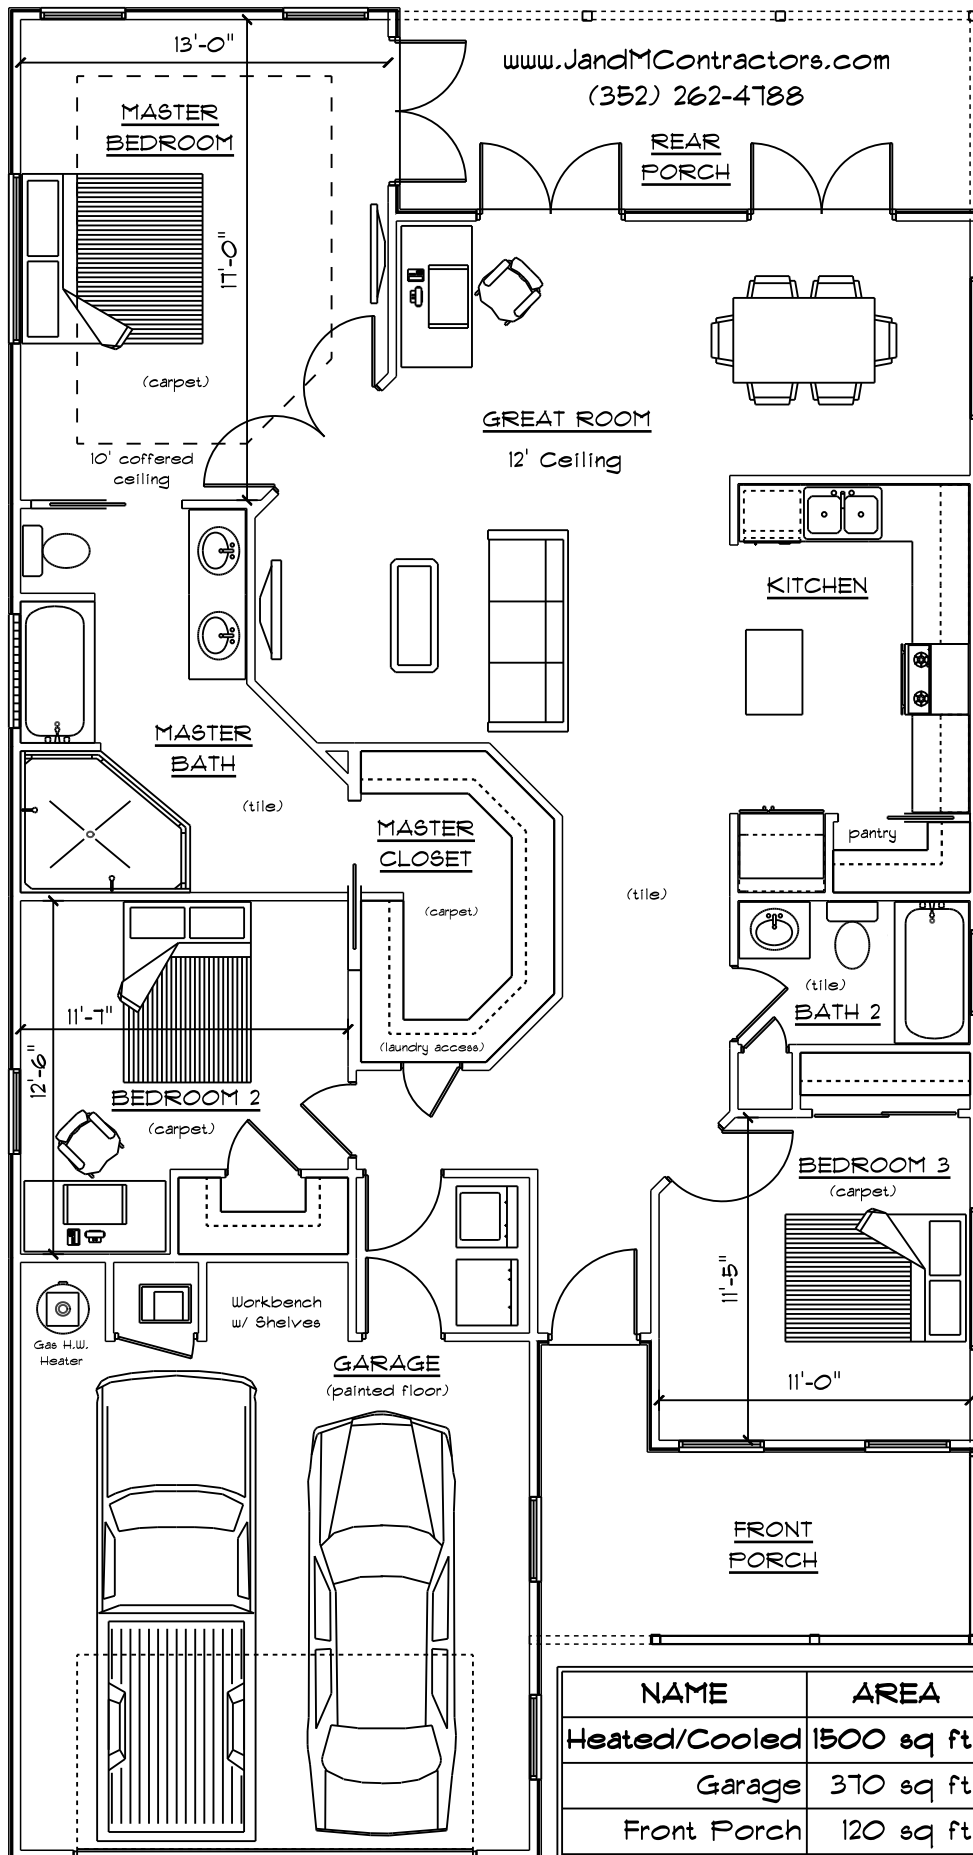 13'-0"
www.JandMContractors.com
(352) 262-4788
MASTER
BEDROOM
REAR
PORCH
17'-0"
(carpet)
GREAT ROOM
12' Ceiling
10' coffered
ceiling
KITCHEN
MASTER
BATH
(tile)
MASTER
CLOSET
pantry
(carpet)
(tile)
(tile)
BATH 2
11'-7"
(laundry access)
12'-6"
BEDROOM 2
(carpet)
BEDROOM 3
(carpet)
11'-5"
Workbench
w/ Shelves
Gas H.W.
Heater
GARAGE
(painted floor)
11'-0"
FRONT
PORCH
NAME AREA
Heated/Cooled 1500 sq ft
Garage 370 sq ft
Front Porch 120 sq ft